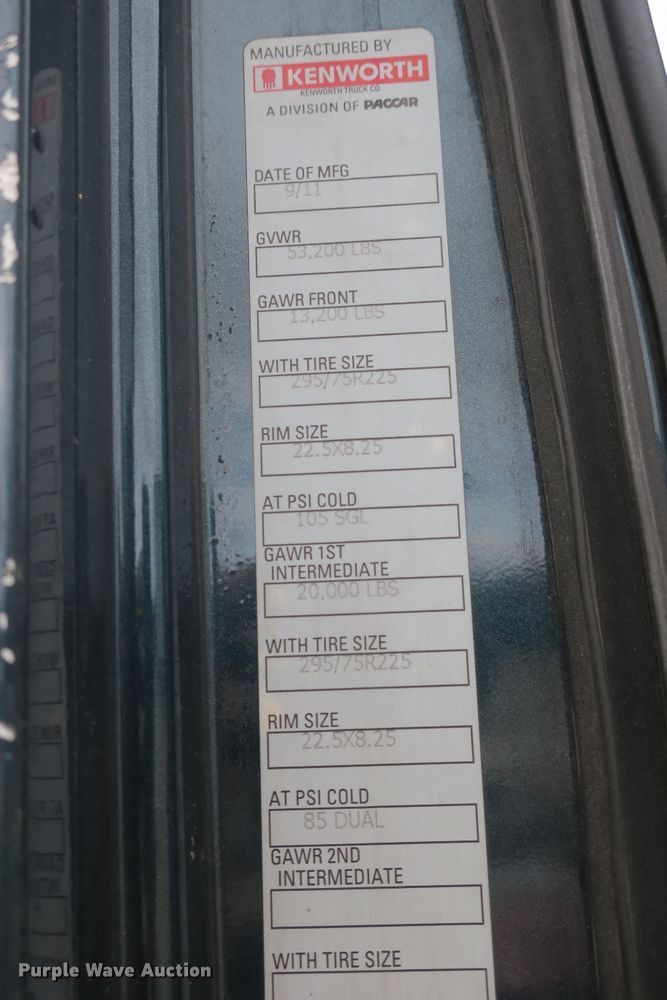 MANUFACTURED BY
KENWORTH
KENWORTH TRUCK CO.
A DIVISION OF PACCAR
DATE OF MFG
9/11
GVWR
53,200 LBS
GAWR FRONT
13,200 LBS
WITH TIRE SIZE
295/75R225
RIM SIZE
22.5X8.25
AT PSI COLD
105 SGL
GAWR 1ST
INTERMEDIATE
20,000 LBS
WITH TIRE SIZE
295/75R225
RIM SIZE
22.5X8.25
AT PSI COLD
85 DUAL
GAWR 2ND
INTERMEDIATE
WITH TIRE SIZE
Purple Wave Auction